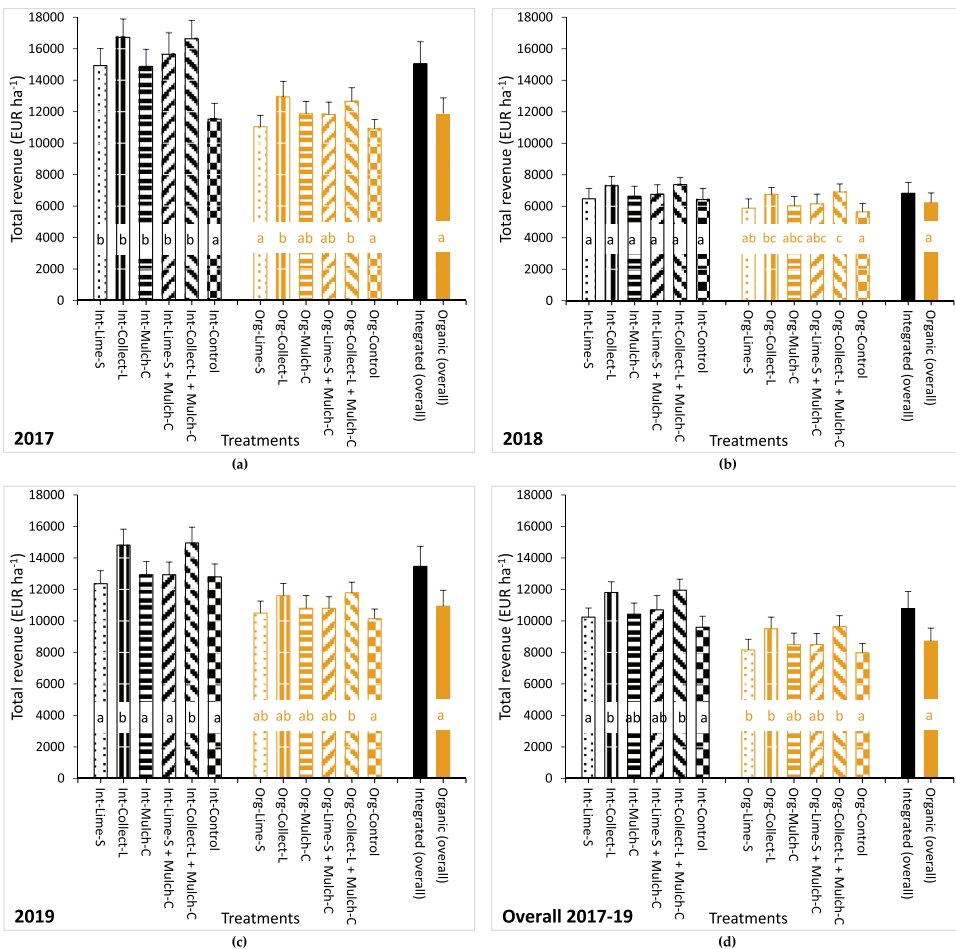 18000
16000
14000
12000
10000
8000
6000
4000
2000
0
Total revenue (EUR ha-1)
b b b b b a a b ab ab b a a
Int-Lime-S
Int-Collect-L
Int-Mulch-C
Int-Lime-S + Mulch-C
Int-Collect-L + Mulch-C
Int-Control
Org-Lime-S
Org-Collect-L
Org-Mulch-C
Org-Lime-S + Mulch-C
Org-Collect-L + Mulch-C
Org-Control
Integrated (overall)
Organic (overall)
2017
Treatments
(a)
18000
16000
14000
12000
10000
8000
6000
4000
2000
0
Total revenue (EUR ha-1)
a a a a a a ab bc abc abc c a a
Int-Lime-S
Int-Collect-L
Int-Mulch-C
Int-Lime-S + Mulch-C
Int-Collect-L + Mulch-C
Int-Control
Org-Lime-S
Org-Collect-L
Org-Mulch-C
Org-Lime-S + Mulch-C
Org-Collect-L + Mulch-C
Org-Control
Integrated (overall)
Organic (overall)
2018
Treatments
(b)
18000
16000
14000
12000
10000
8000
6000
4000
2000
0
Total revenue (EUR ha-1)
a b a a b a ab ab ab ab b a a
Int-Lime-S
Int-Collect-L
Int-Mulch-C
Int-Lime-S + Mulch-C
Int-Collect-L + Mulch-C
Int-Control
Org-Lime-S
Org-Collect-L
Org-Mulch-C
Org-Lime-S + Mulch-C
Org-Collect-L + Mulch-C
Org-Control
Integrated (overall)
Organic (overall)
2019
Treatments
(c)
18000
16000
14000
12000
10000
8000
6000
4000
2000
0
Total revenue (EUR ha-1)
a b ab ab b a b b ab ab b a a
Int-Lime-S
Int-Collect-L
Int-Mulch-C
Int-Lime-S + Mulch-C
Int-Collect-L + Mulch-C
Int-Control
Org-Lime-S
Org-Collect-L
Org-Mulch-C
Org-Lime-S + Mulch-C
Org-Collect-L + Mulch-C
Org-Control
Integrated (overall)
Organic (overall)
Overall 2017-19
Treatments
(d)